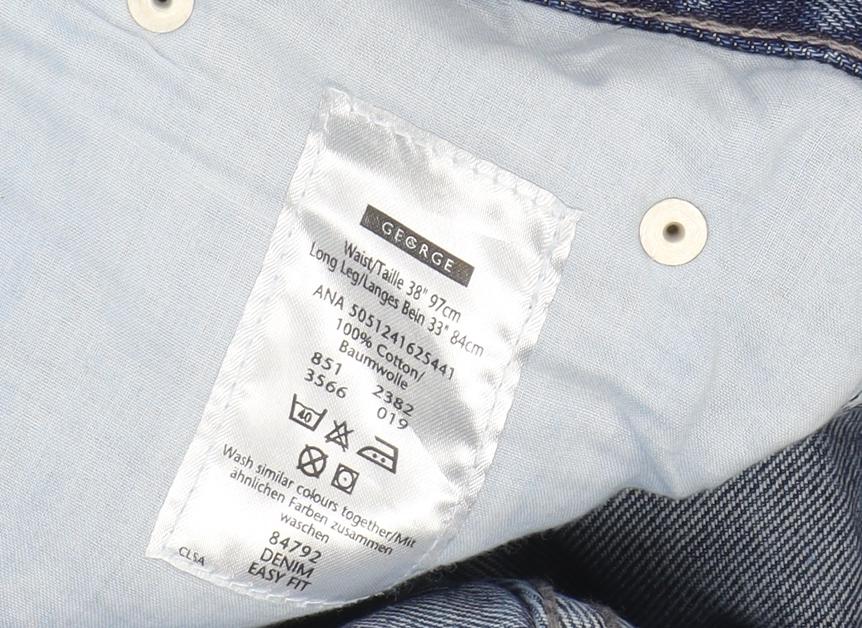 GEORGE
Waist/Taille 38" 97cm
Long Leg/Langes Bein 33" 84cm
ANA 5051241625441
100% Cotton/
Baumwolle
851 2382
3566 019
40
Wash similar colours together/Mit
ähnlichen Farben zusammen
waschen
84792
CLSA
DENIM
EASY FIT